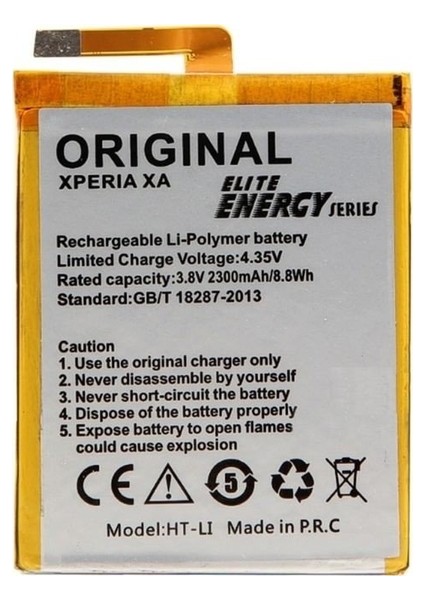 ORIGINAL
XPERIA XA
ELITE
ENERGY SERIES
Rechargeable Li-Polymer battery
Limited Charge Voltage:4.35V
Rated capacity:3.8V 2300mAh/8.8Wh
Standard:GB/T 18287-2013
Caution:
1. Use the original charger only
2. Never disassemble by yourself
3. Never short-circuit the battery
4. Dispose of the battery properly
5. Expose battery to open flames
could cause explosion
CE 5
Model:HT-LI Made in P.R.C